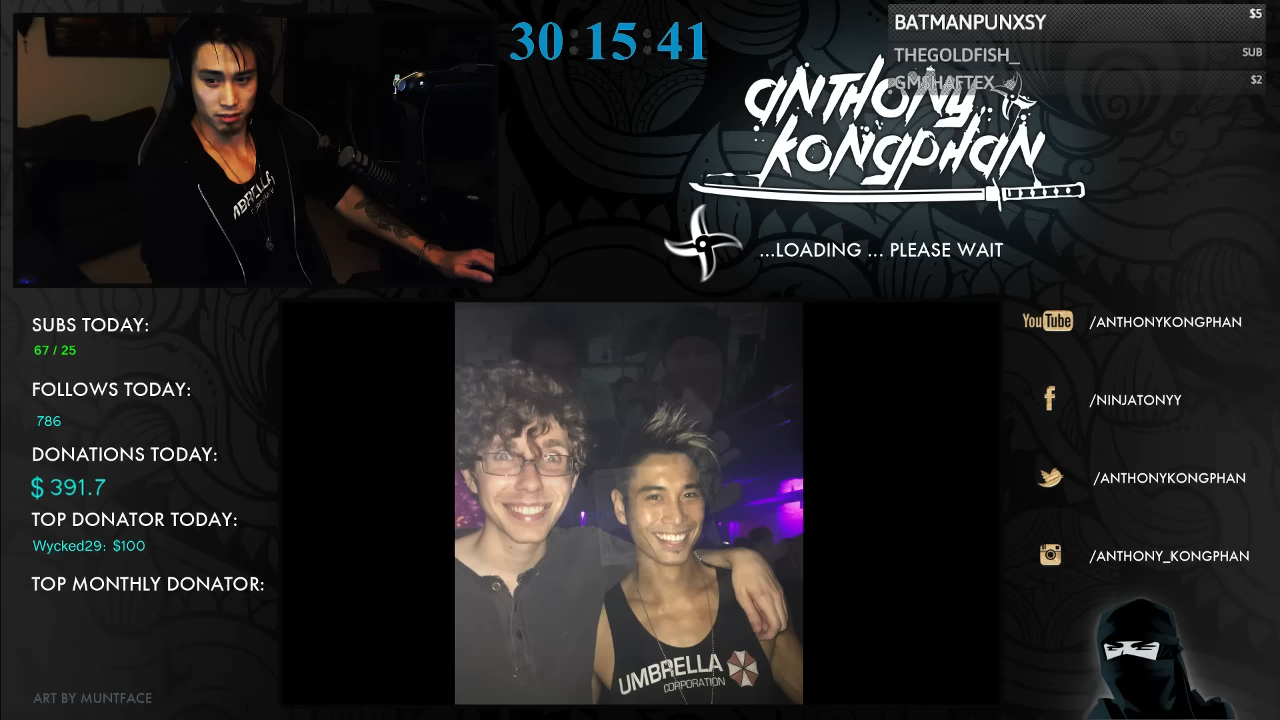 30:15:41
BATMANPUNXSY $5
THEGOLDFISH_ SUB
GMSHAFTEX $2
ANTHONY
KONGPHAN
...LOADING ... PLEASE WAIT
UMBRELLA
SUBS TODAY:
67 / 25
FOLLOWS TODAY:
786
DONATIONS TODAY:
$ 391.7
TOP DONATOR TODAY:
Wycked29: $100
TOP MONTHLY DONATOR:
ART BY MUNTFACE
UMBRELLA
CORPORATION
YouTube /ANTHONYKONGPHAN
f /NINJATONYY
/ANTHONYKONGPHAN
/ANTHONY_KONGPHAN